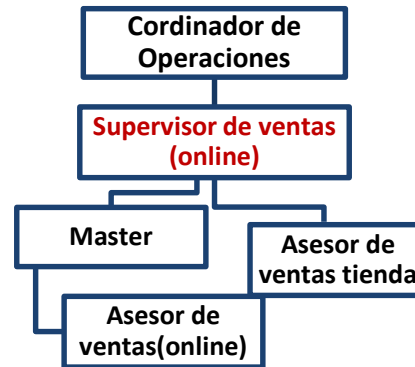 Cordinador de
Operaciones
Supervisor de ventas
(online)
Master
Asesor de
ventas tienda
Asesor de
ventas(online)